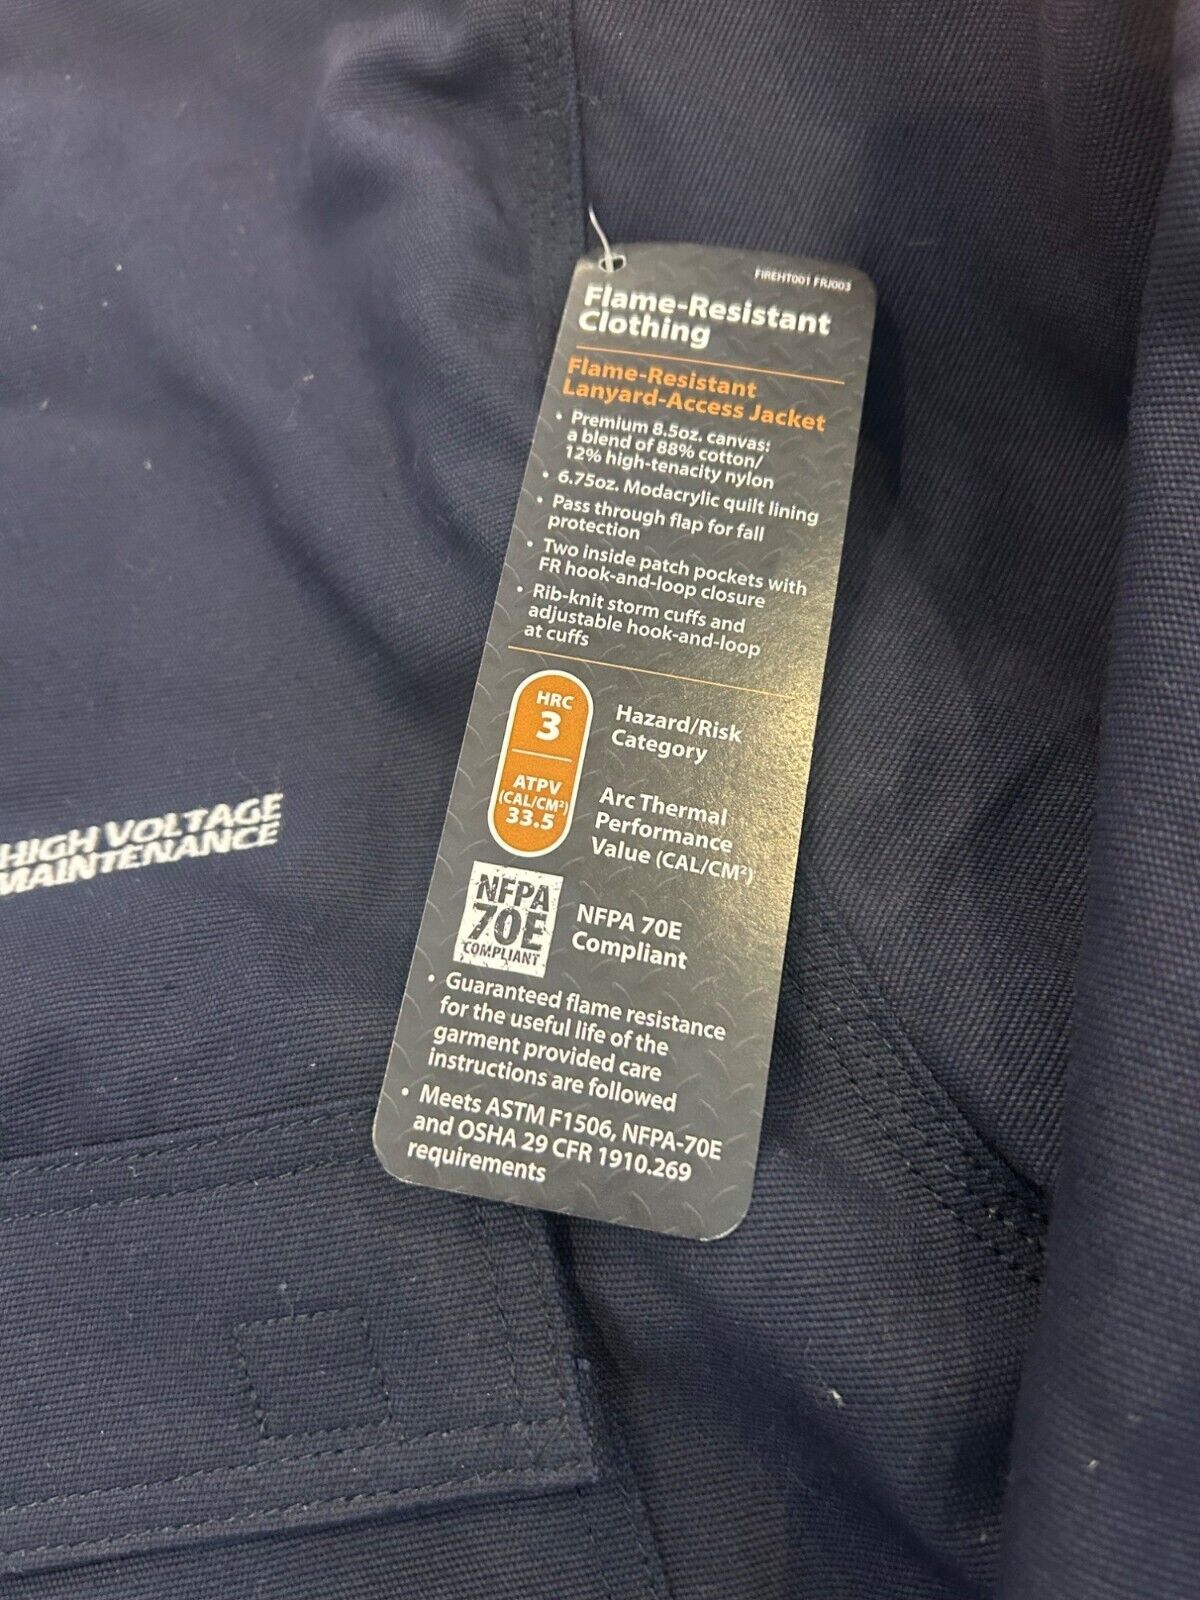 FIREHT001 FRJ003
Flame-Resistant
Clothing
Flame-Resistant
Lanyard-Access Jacket
• Premium 8.5oz. canvas:
a blend of 88% cotton/
12% high-tenacity nylon
• 6.75oz. Modacrylic quilt lining
• Pass through flap for fall
protection
• Two inside patch pockets with
FR hook-and-loop closure
• Rib-knit storm cuffs and
adjustable hook-and-loop
at cuffs
HRC
3
Hazard/Risk
Category
ATPV
(CAL/CM²)
33.5
Arc Thermal
Performance
Value (CAL/CM²)
NFPA
70E
COMPLIANT
NFPA 70E
Compliant
• Guaranteed flame resistance
for the useful life of the
garment provided care
instructions are followed
• Meets ASTM F1506, NFPA-70E
and OSHA 29 CFR 1910.269
requirements
HIGH VOLTAGE
MAINTENANCE